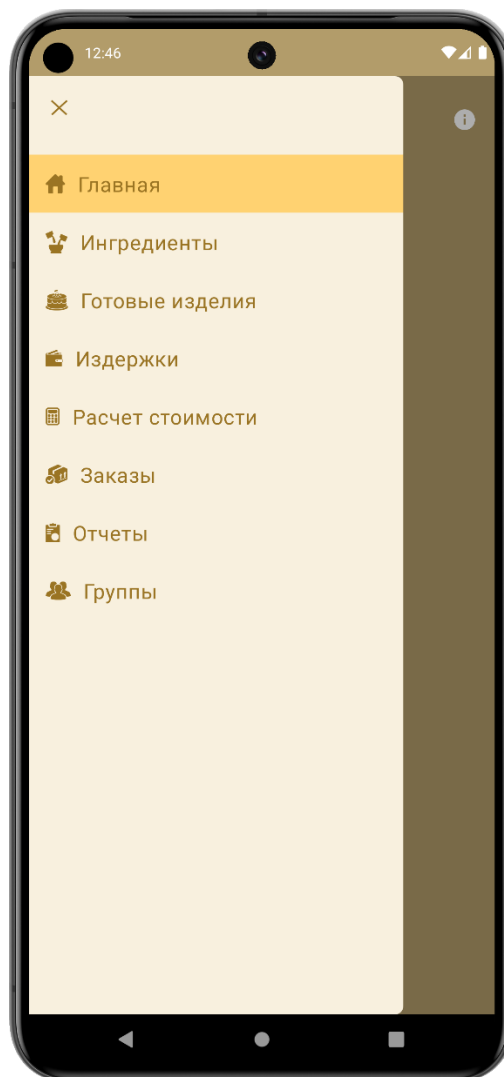 12:46
Главная
Ингредиенты
Готовые изделия
Издержки
Расчет стоимости
Заказы
Отчеты
Группы